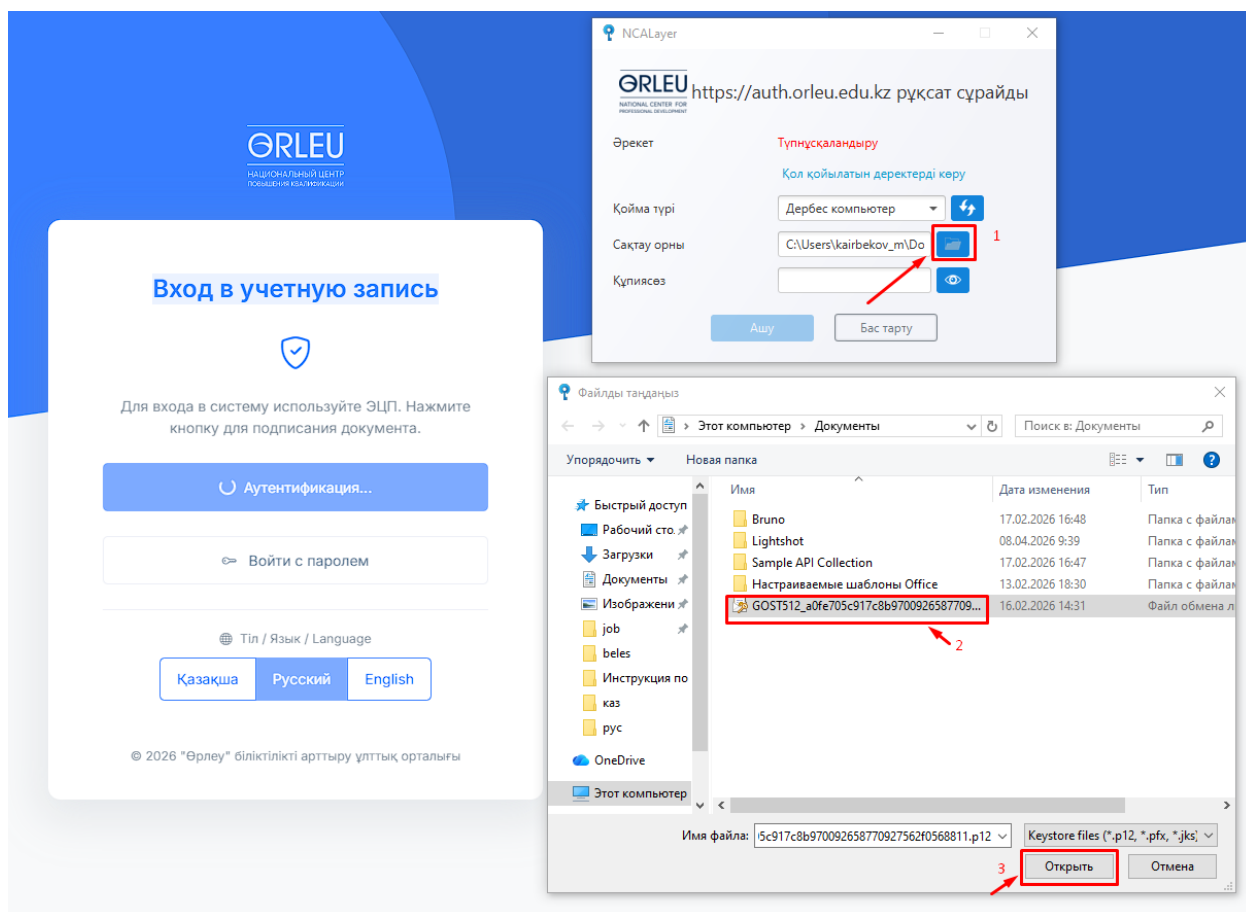 ӨRLEU
НАЦИОНАЛЬНЫЙ ЦЕНТР
ПОВЫШЕНИЯ КВАЛИФИКАЦИИ
Вход в учетную запись
Для входа в систему используйте ЭЦП. Нажмите
кнопку для подписания документа.
Аутентификация...
Войти с паролем
Тіл / Язык / Language
Қазақша Русский English
© 2026 "Өрлеу" біліктілікті арттыру ұлттық орталығы
NCALayer
ӨRLEU
NATIONAL CENTER FOR
PROFESSIONAL DEVELOPMENT
https://auth.orleu.edu.kz рұқсат сұрайды
Әрекет Түпнұсқаландыру
Қол қойылатын деректерді көру
Қойма түрі Дербес компьютер
Сақтау орны C:\Users\kairbekov_m\Do 1
Құпиясөз
Ашу Бас тарту
Файлды таңдаңыз
Этот компьютер › Документы Поиск в: Документы
Упорядочить Новая папка
Имя Дата изменения Тип
Быстрый доступ
Рабочий сто.
Загрузки
Документы
Изображени
job
beles
Инструкция по
каз
рус
OneDrive
Этот компьютер
Bruno 17.02.2026 16:48 Папка с файлам
Lightshot 08.04.2026 9:39 Папка с файлам
Sample API Collection 17.02.2026 16:47 Папка с файлам
Настраиваемые шаблоны Office 13.02.2026 18:30 Папка с файлам
GOST512_a0fe705c917c8b9700926587709... 16.02.2026 14:31 Файл обмена л
2
Имя файла: 05c917c8b970092658770927562f0568811.p12 Keystore files (*.p12, *.pfx, *.jks)
3 Открыть Отмена